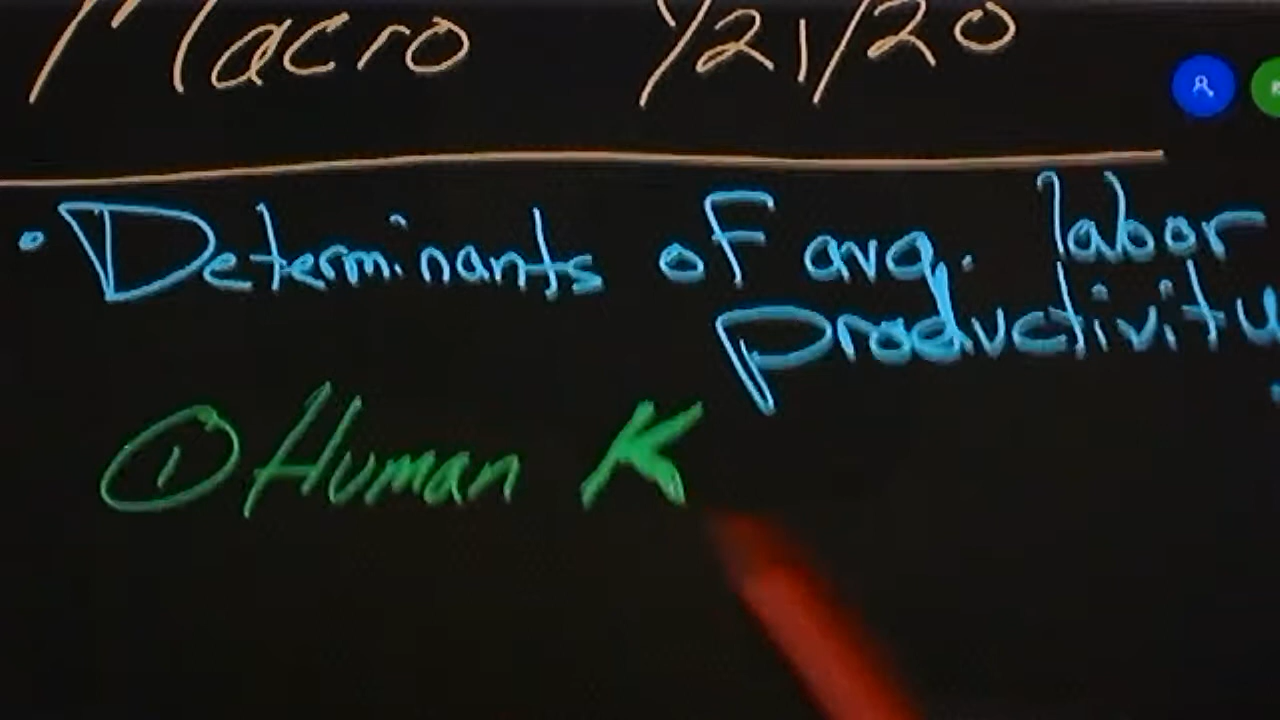 Macro 1/21/20
• Determinants of avg. labor
productivity
① Human K